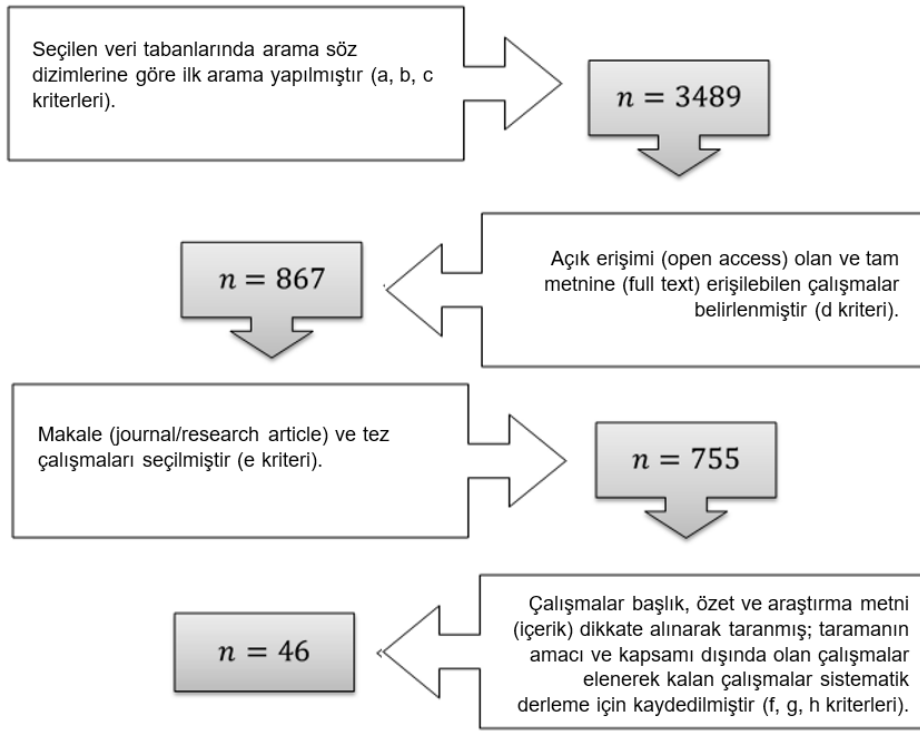 Seçilen veri tabanlarında arama söz
dizimlerine göre ilk arama yapılmıştır (a, b, c
kriterleri).
n = 3489
Açık erişimi (open access) olan ve tam
metnine (full text) erişilebilen çalışmalar
belirlenmiştir (d kriteri).
n = 867
Makale (journal/research article) ve tez
çalışmaları seçilmiştir (e kriteri).
n = 755
Çalışmalar başlık, özet ve araştırma metni
(içerik) dikkate alınarak taranmış; taramanın
amacı ve kapsamı dışında olan çalışmalar
elenerek kalan çalışmalar sistematik
derleme için kaydedilmiştir (f, g, h kriterleri).
n = 46